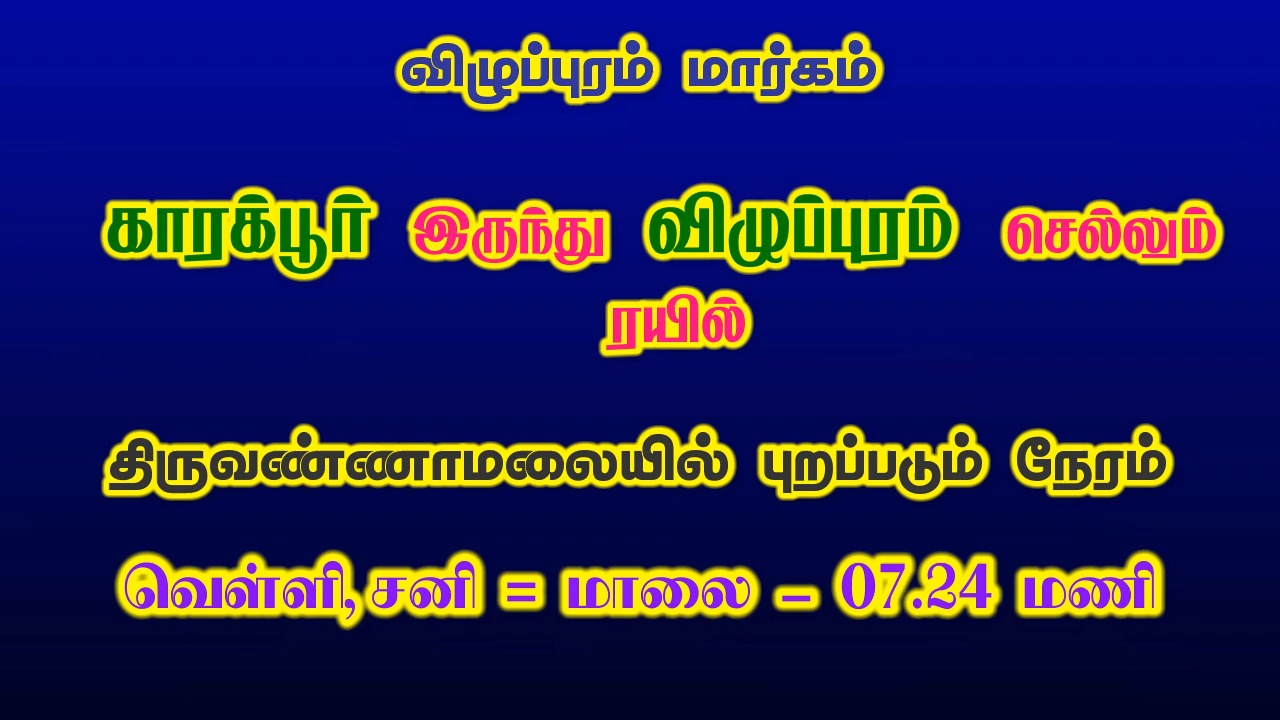 விழுப்புரம் மார்கம்
காரக்பூர் இருந்து விழுப்புரம் செல்லும்
ரயில்
திருவண்ணாமலையில் புறப்படும் நேரம்
வெள்ளி, சனி = மாலை – 07.24 மணி